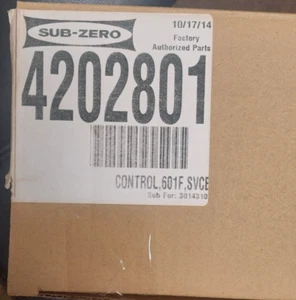 SUB-ZERO
10/17/14
Factory
Authorized Parts
4202801
CONTROL,601F,SVCE
Sub For: 3014310